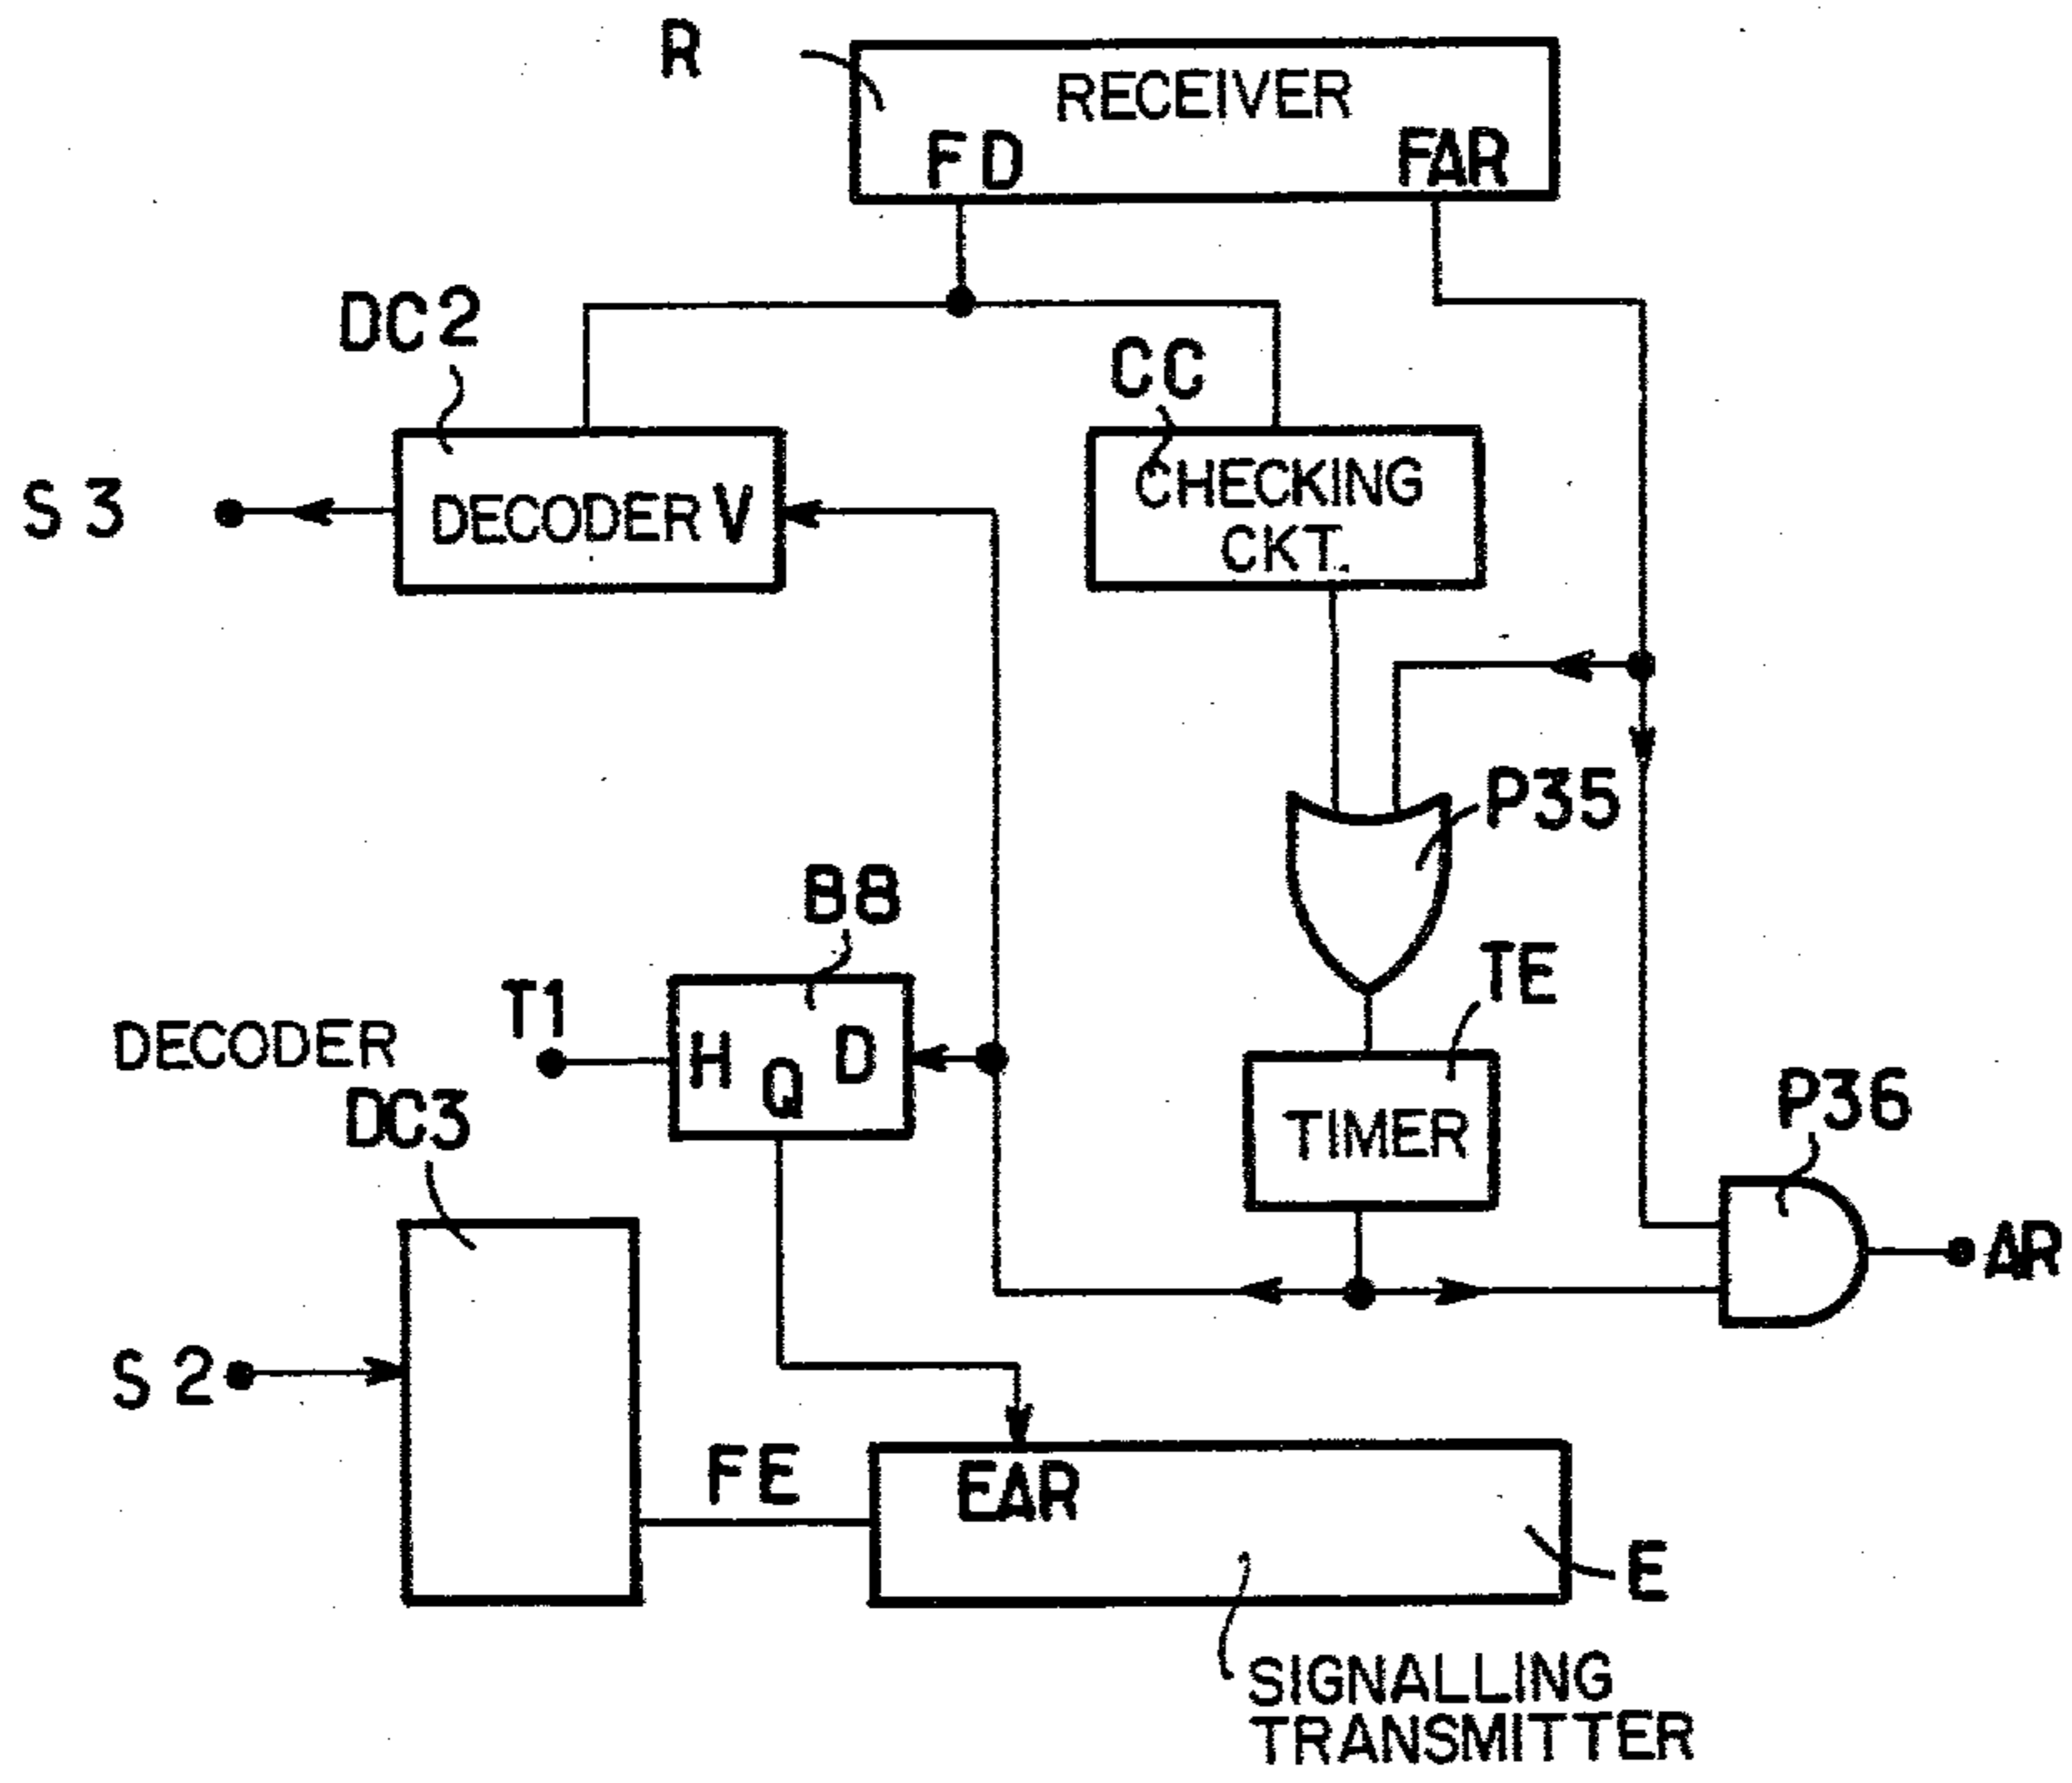 R
RECEIVER
FD
FAR
DC2
CC
S3
DECODER V
CHECKING
CKT.
P35
B8
TE
T1
DECODER
DC3
H
Q
D
TIMER
P36
AR
S2
FE
EAR
E
SIGNALLING
TRANSMITTER